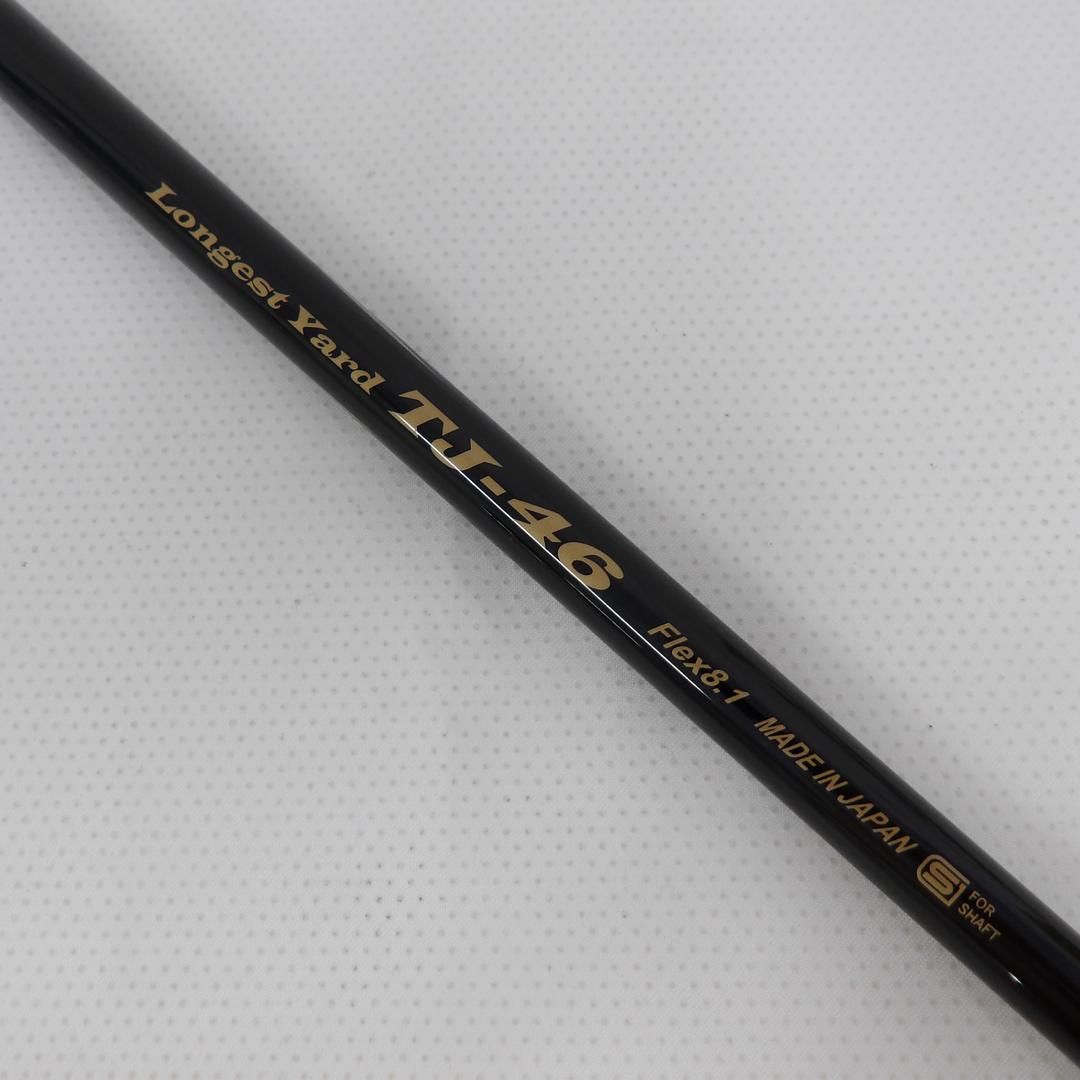 Longest Yard TJ-46 Flex8.1 MADE IN JAPAN S FOR
SHAFT